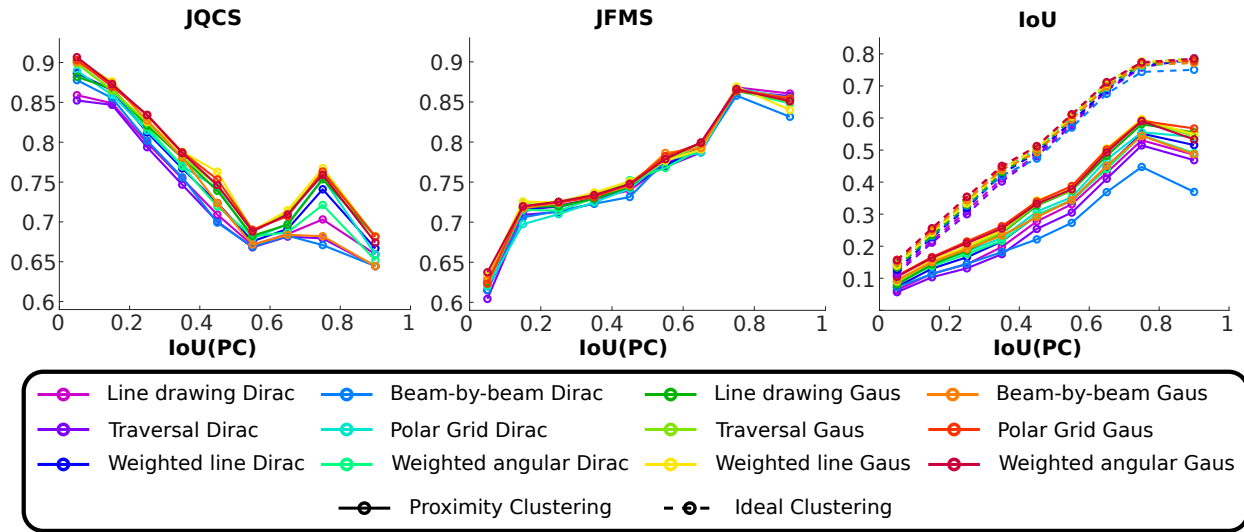 JQCS JFMS IoU
0.9 0.9 0.8
0.85 0.85 0.7
0.8 0.8 0.6
0.75 0.75 0.5
0.7 0.7 0.4
0.65 0.65 0.3
0.6 0.6 0.2
0.1
0 0.2 0.4 0.6 0.8 1 0 0.2 0.4 0.6 0.8 1 0 0.2 0.4 0.6 0.8 1
IoU(PC) IoU(PC) IoU(PC)
Line drawing Dirac Beam-by-beam Dirac Line drawing Gaus Beam-by-beam Gaus
Traversal Dirac Polar Grid Dirac Traversal Gaus Polar Grid Gaus
Weighted line Dirac Weighted angular Dirac Weighted line Gaus Weighted angular Gaus
Proximity Clustering Ideal Clustering